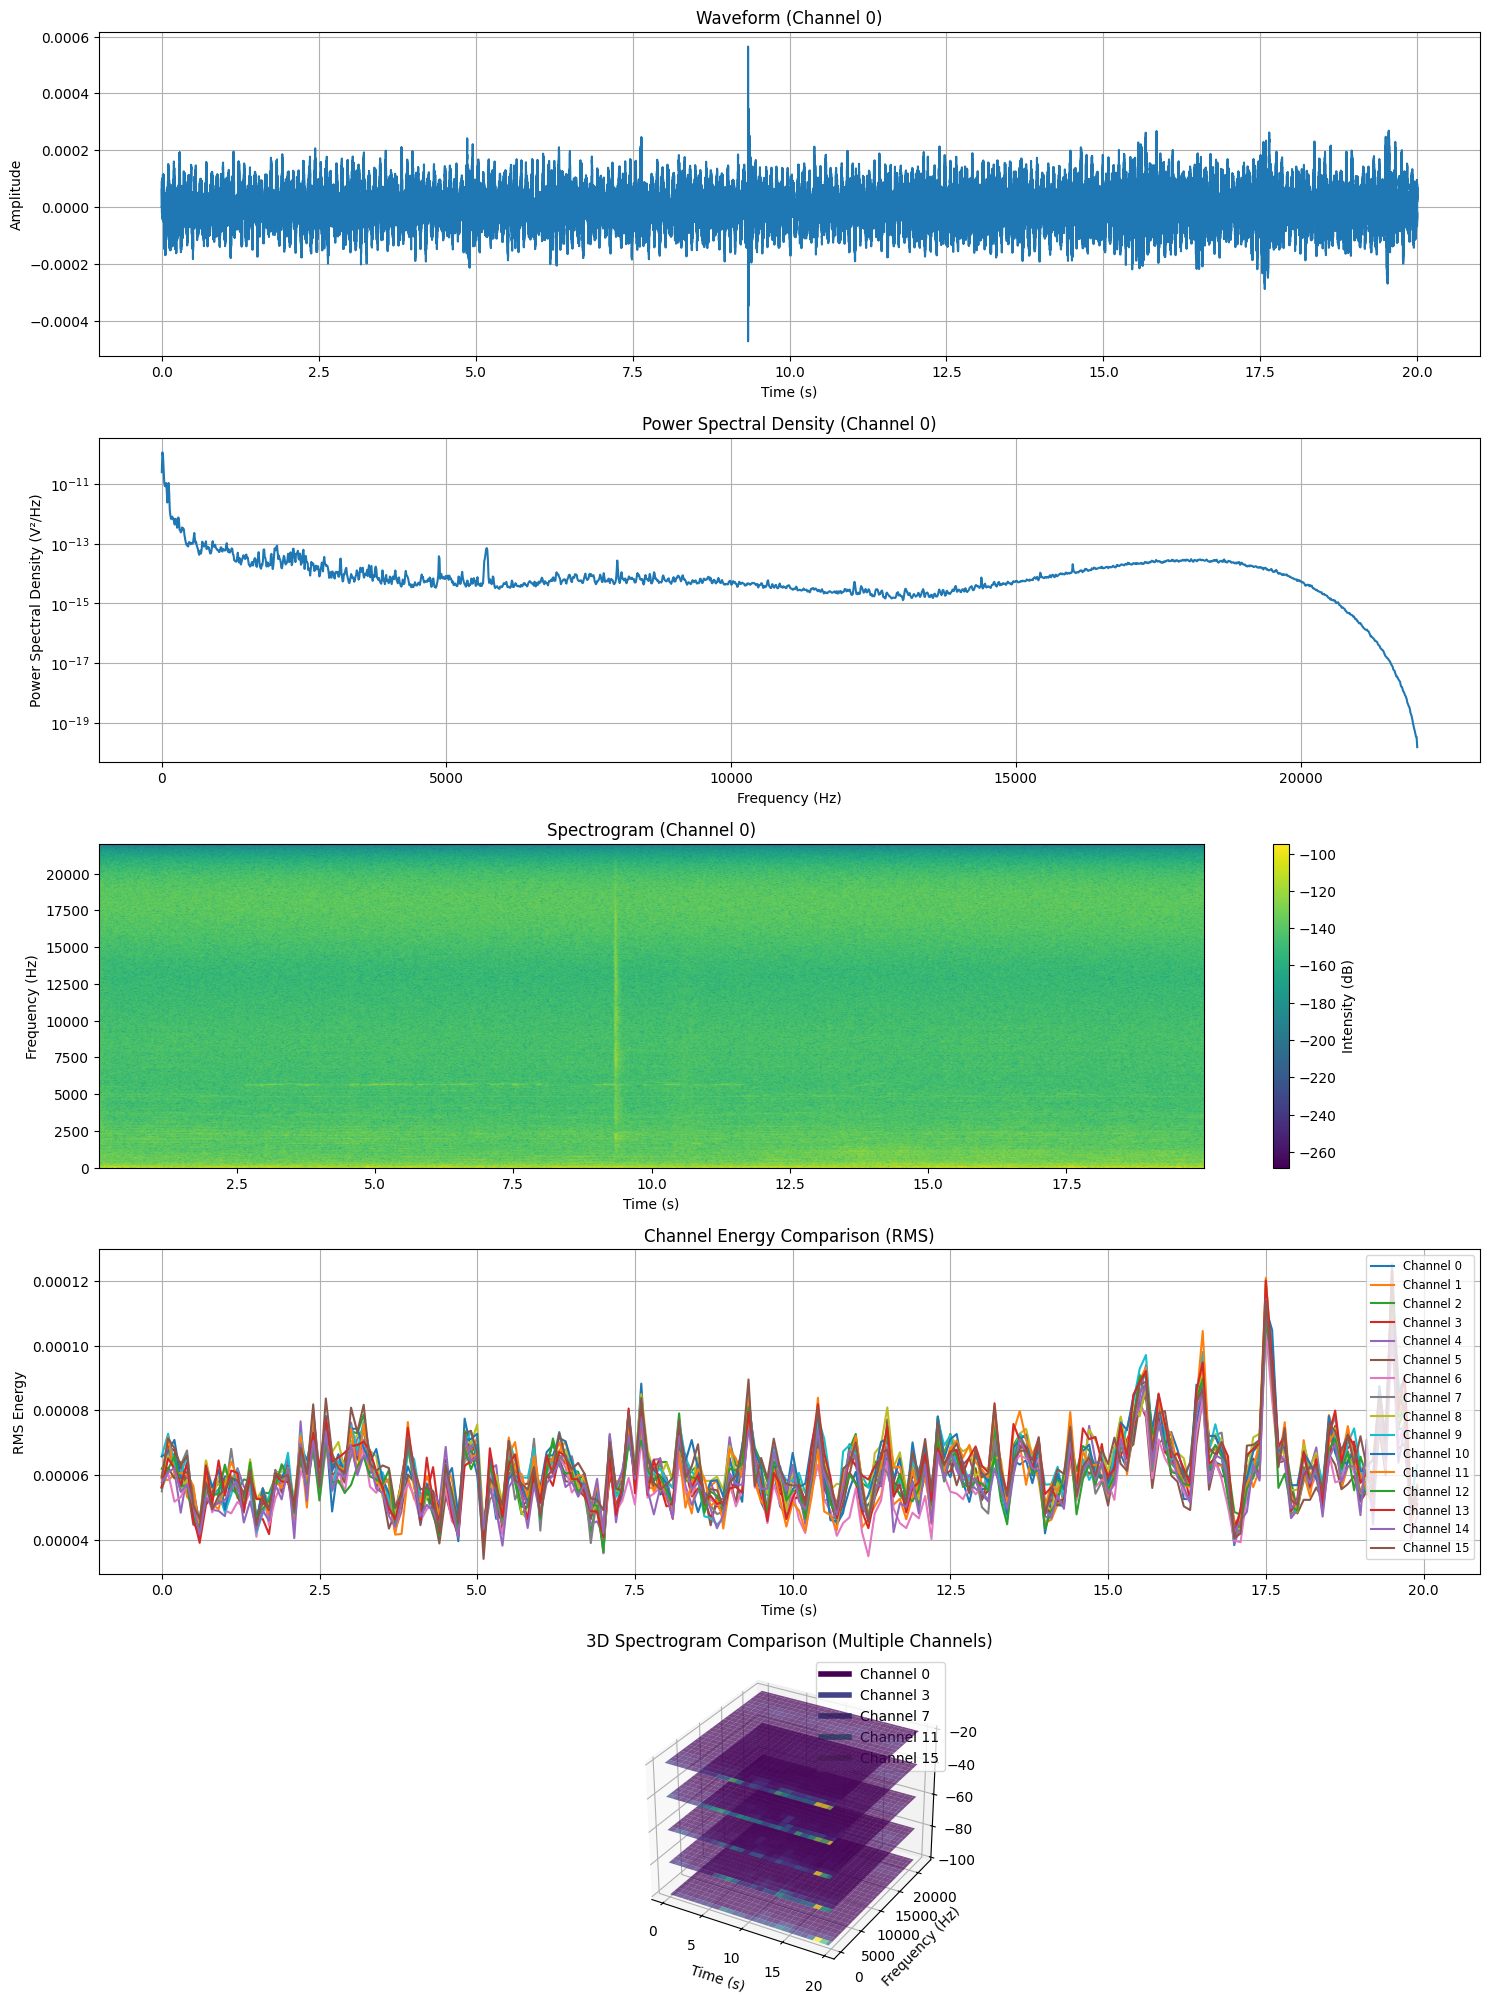 Waveform (Channel 0)
0.0006
0.0004
0.0002
0.0000
−0.0002
−0.0004
Amplitude
0.0 2.5 5.0 7.5 10.0 12.5 15.0 17.5 20.0
Time (s)
Power Spectral Density (Channel 0)
10⁻¹¹
10⁻¹³
10⁻¹⁵
10⁻¹⁷
10⁻¹⁹
Power Spectral Density (V²/Hz)
0 5000 10000 15000 20000
Frequency (Hz)
Spectrogram (Channel 0)
20000
17500
15000
12500
10000
7500
5000
2500
0
Frequency (Hz)
2.5 5.0 7.5 10.0 12.5 15.0 17.5
Time (s)
−100
−120
−140
−160
−180
−200
−220
−240
−260
Intensity (dB)
Channel Energy Comparison (RMS)
0.00012
0.00010
0.00008
0.00006
0.00004
RMS Energy
0.0 2.5 5.0 7.5 10.0 12.5 15.0 17.5 20.0
Time (s)
Channel 0
Channel 1
Channel 2
Channel 3
Channel 4
Channel 5
Channel 6
Channel 7
Channel 8
Channel 9
Channel 10
Channel 11
Channel 12
Channel 13
Channel 14
Channel 15
3D Spectrogram Comparison (Multiple Channels)
Channel 0
Channel 3
Channel 7
Channel 11
Channel 15
−20
−40
−60
−80
−100
0 5 10 15 20
Time (s)
0 5000 10000 15000 20000
Frequency (Hz)